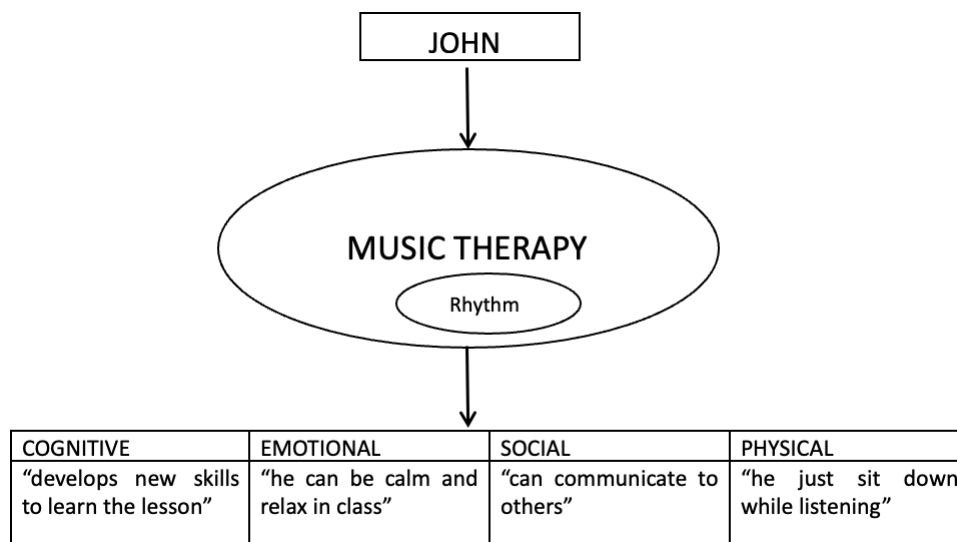 JOHN
MUSIC THERAPY
Rhythm
COGNITIVE
“develops new skills
to learn the lesson”
EMOTIONAL
“he can be calm and
relax in class”
SOCIAL
“can communicate to
others”
PHYSICAL
“he just sit down
while listening”